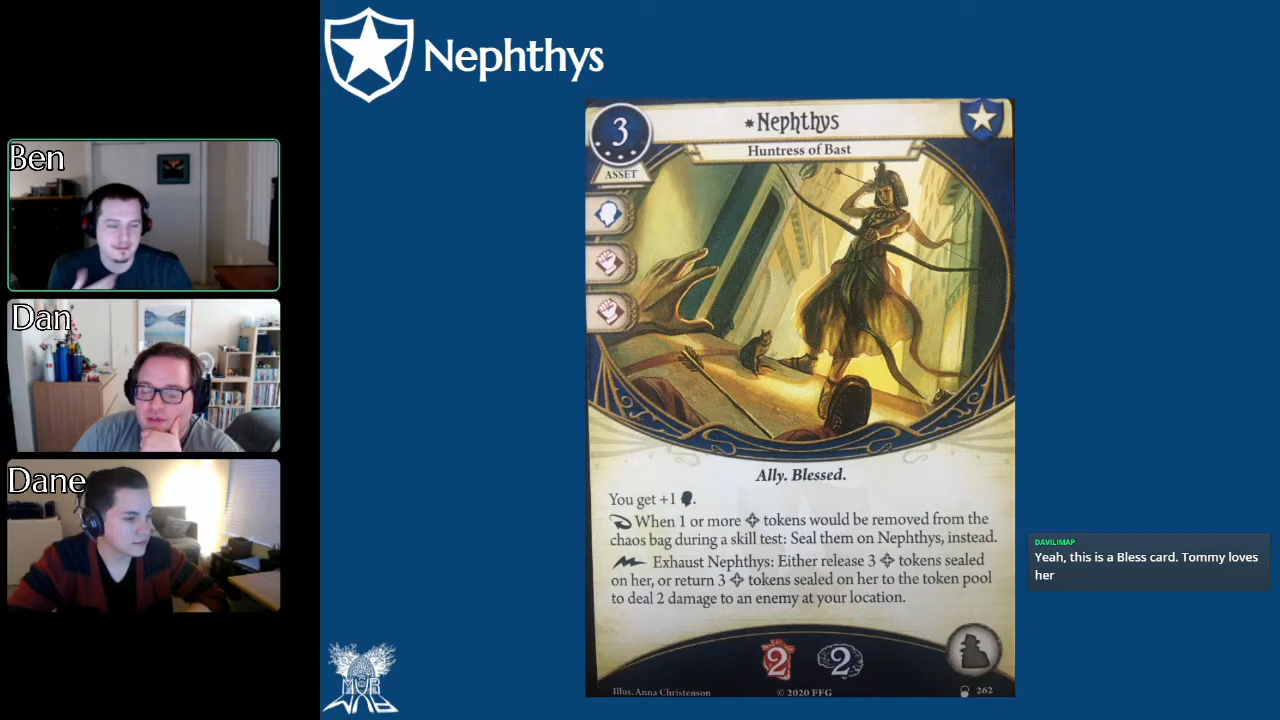 Nephthys
Ben
Dan
Dane
3
Nephthys
Huntress of Bast
ASSET
Ally. Blessed.
You get +1 .
When 1 or more tokens would be removed from the
chaos bag during a skill test: Seal them on Nephthys, instead.
Exhaust Nephthys: Either release 3 tokens sealed
on her, or return 3 tokens sealed on her to the token pool
to deal 2 damage to an enemy at your location.
2 2
Illus. Anna Christenson © 2020 FFG 262
DAVILIMAP
Yeah, this is a Bless card. Tommy loves
her